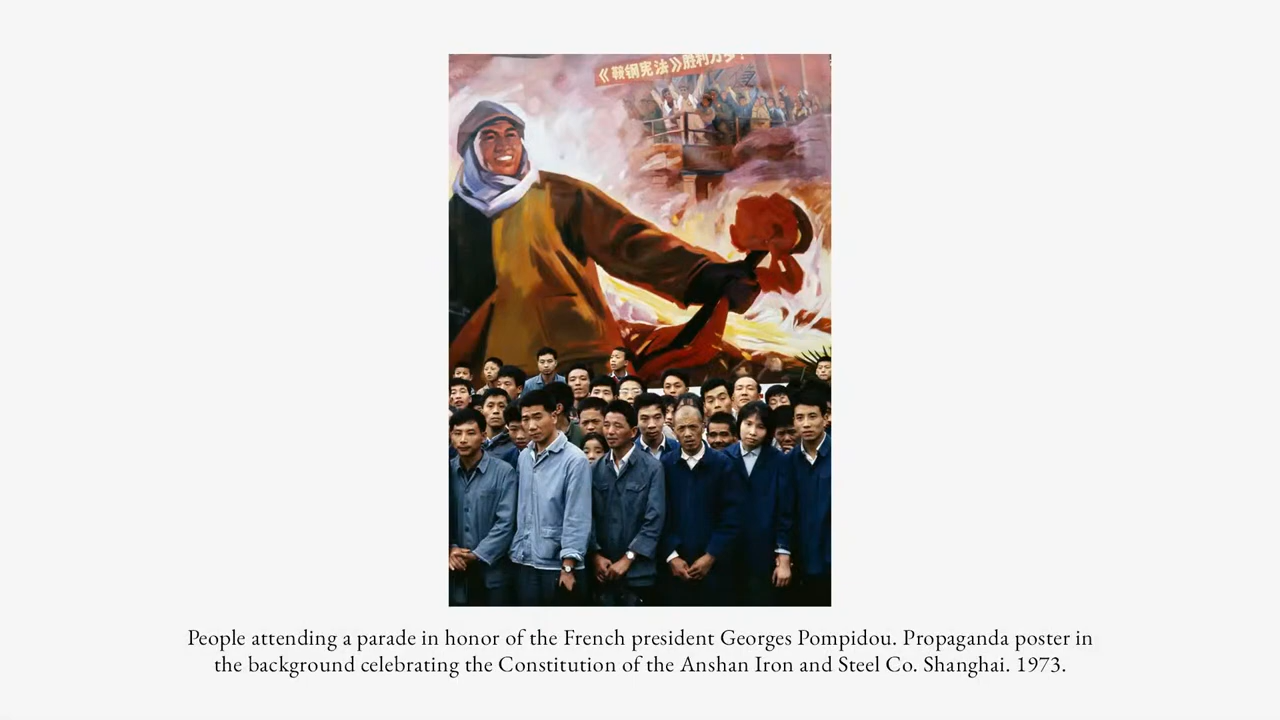 《鞍钢宪法》胜利万岁!
People attending a parade in honor of the French president Georges Pompidou. Propaganda poster in
the background celebrating the Constitution of the Anshan Iron and Steel Co. Shanghai. 1973.